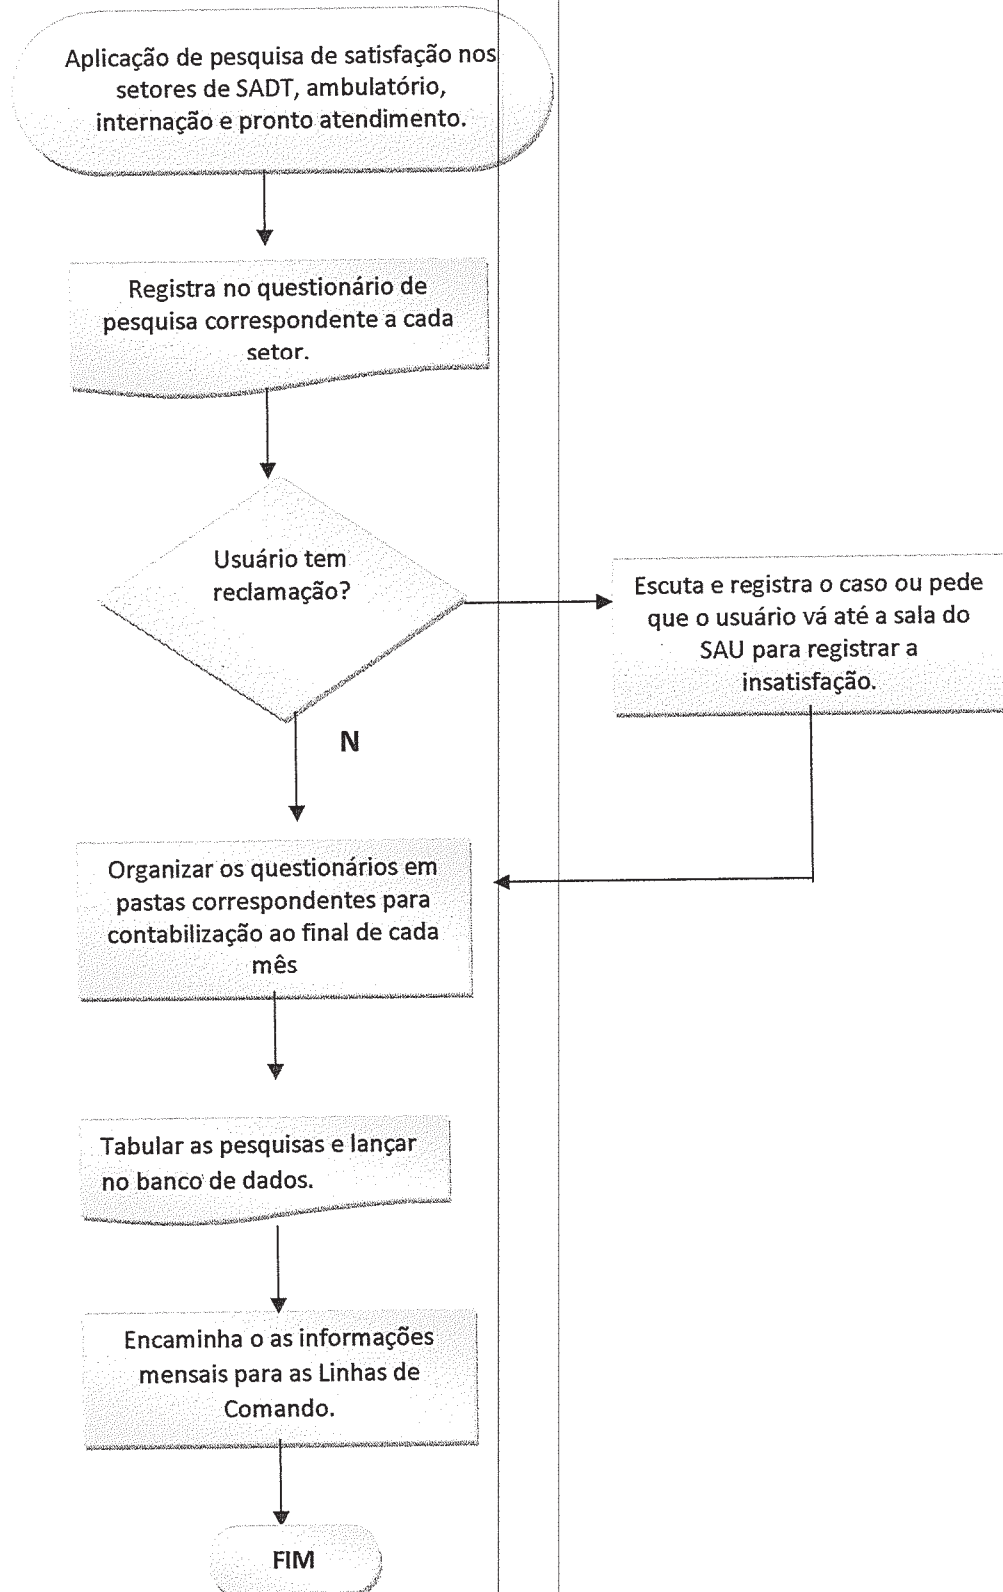 Aplicação de pesquisa de satisfação nos
setores de SADT, ambulatório,
internação e pronto atendimento.
Registra no questionário de
pesquisa correspondente a cada
setor.
Usuário tem
reclamação?
Escuta e registra o caso ou pede
que o usuário vá até a sala do
SAU para registrar a
insatisfação.
N
Organizar os questionários em
pastas correspondentes para
contabilização ao final de cada
mês
Tabular as pesquisas e lançar
no banco de dados.
Encaminha o as informações
mensais para as Linhas de
Comando.
FIM